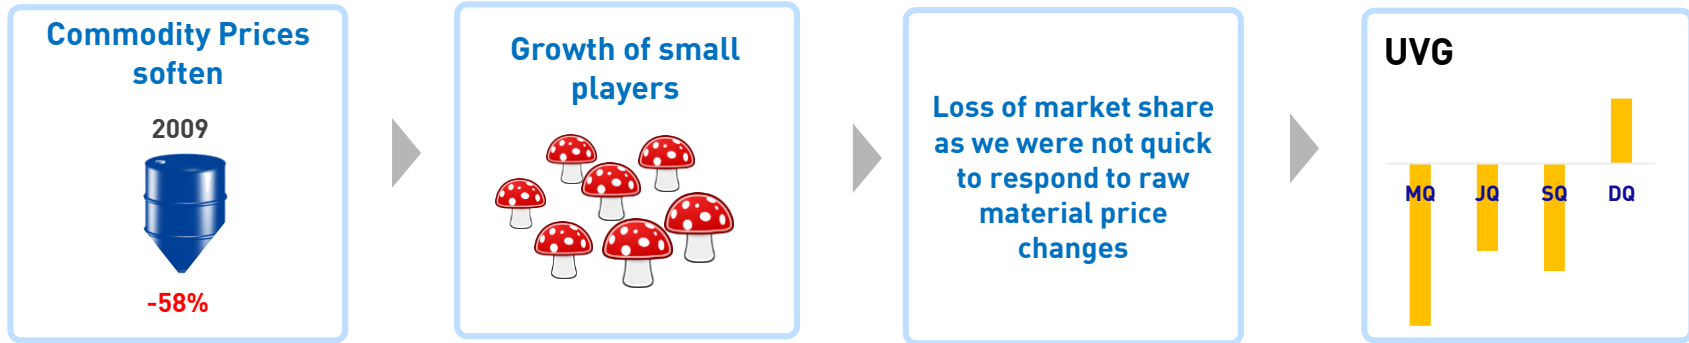 Commodity Prices
soften
2009
-58%
Growth of small
players
Loss of market share
as we were not quick
to respond to raw
material price
changes
UVG
MQ JQ SQ DQ